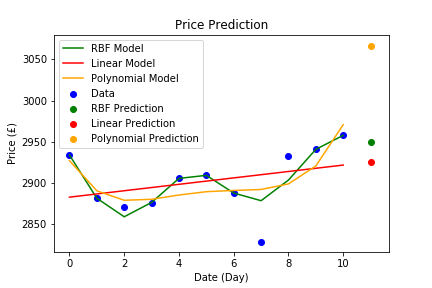 Price Prediction
RBF Model
Linear Model
Polynomial Model
Data
RBF Prediction
Linear Prediction
Polynomial Prediction
Price (£)
3050
3000
2950
2900
2850
0 2 4 6 8 10
Date (Day)